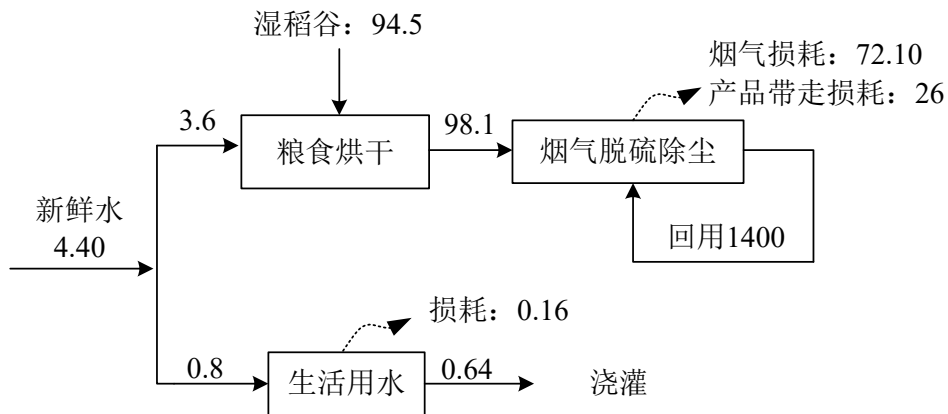 湿稻谷：94.5
烟气损耗：72.10
产品带走损耗：26
3.6
粮食烘干
98.1
烟气脱硫除尘
新鲜水
4.40
回用1400
损耗：0.16
0.8
生活用水
0.64
浇灌